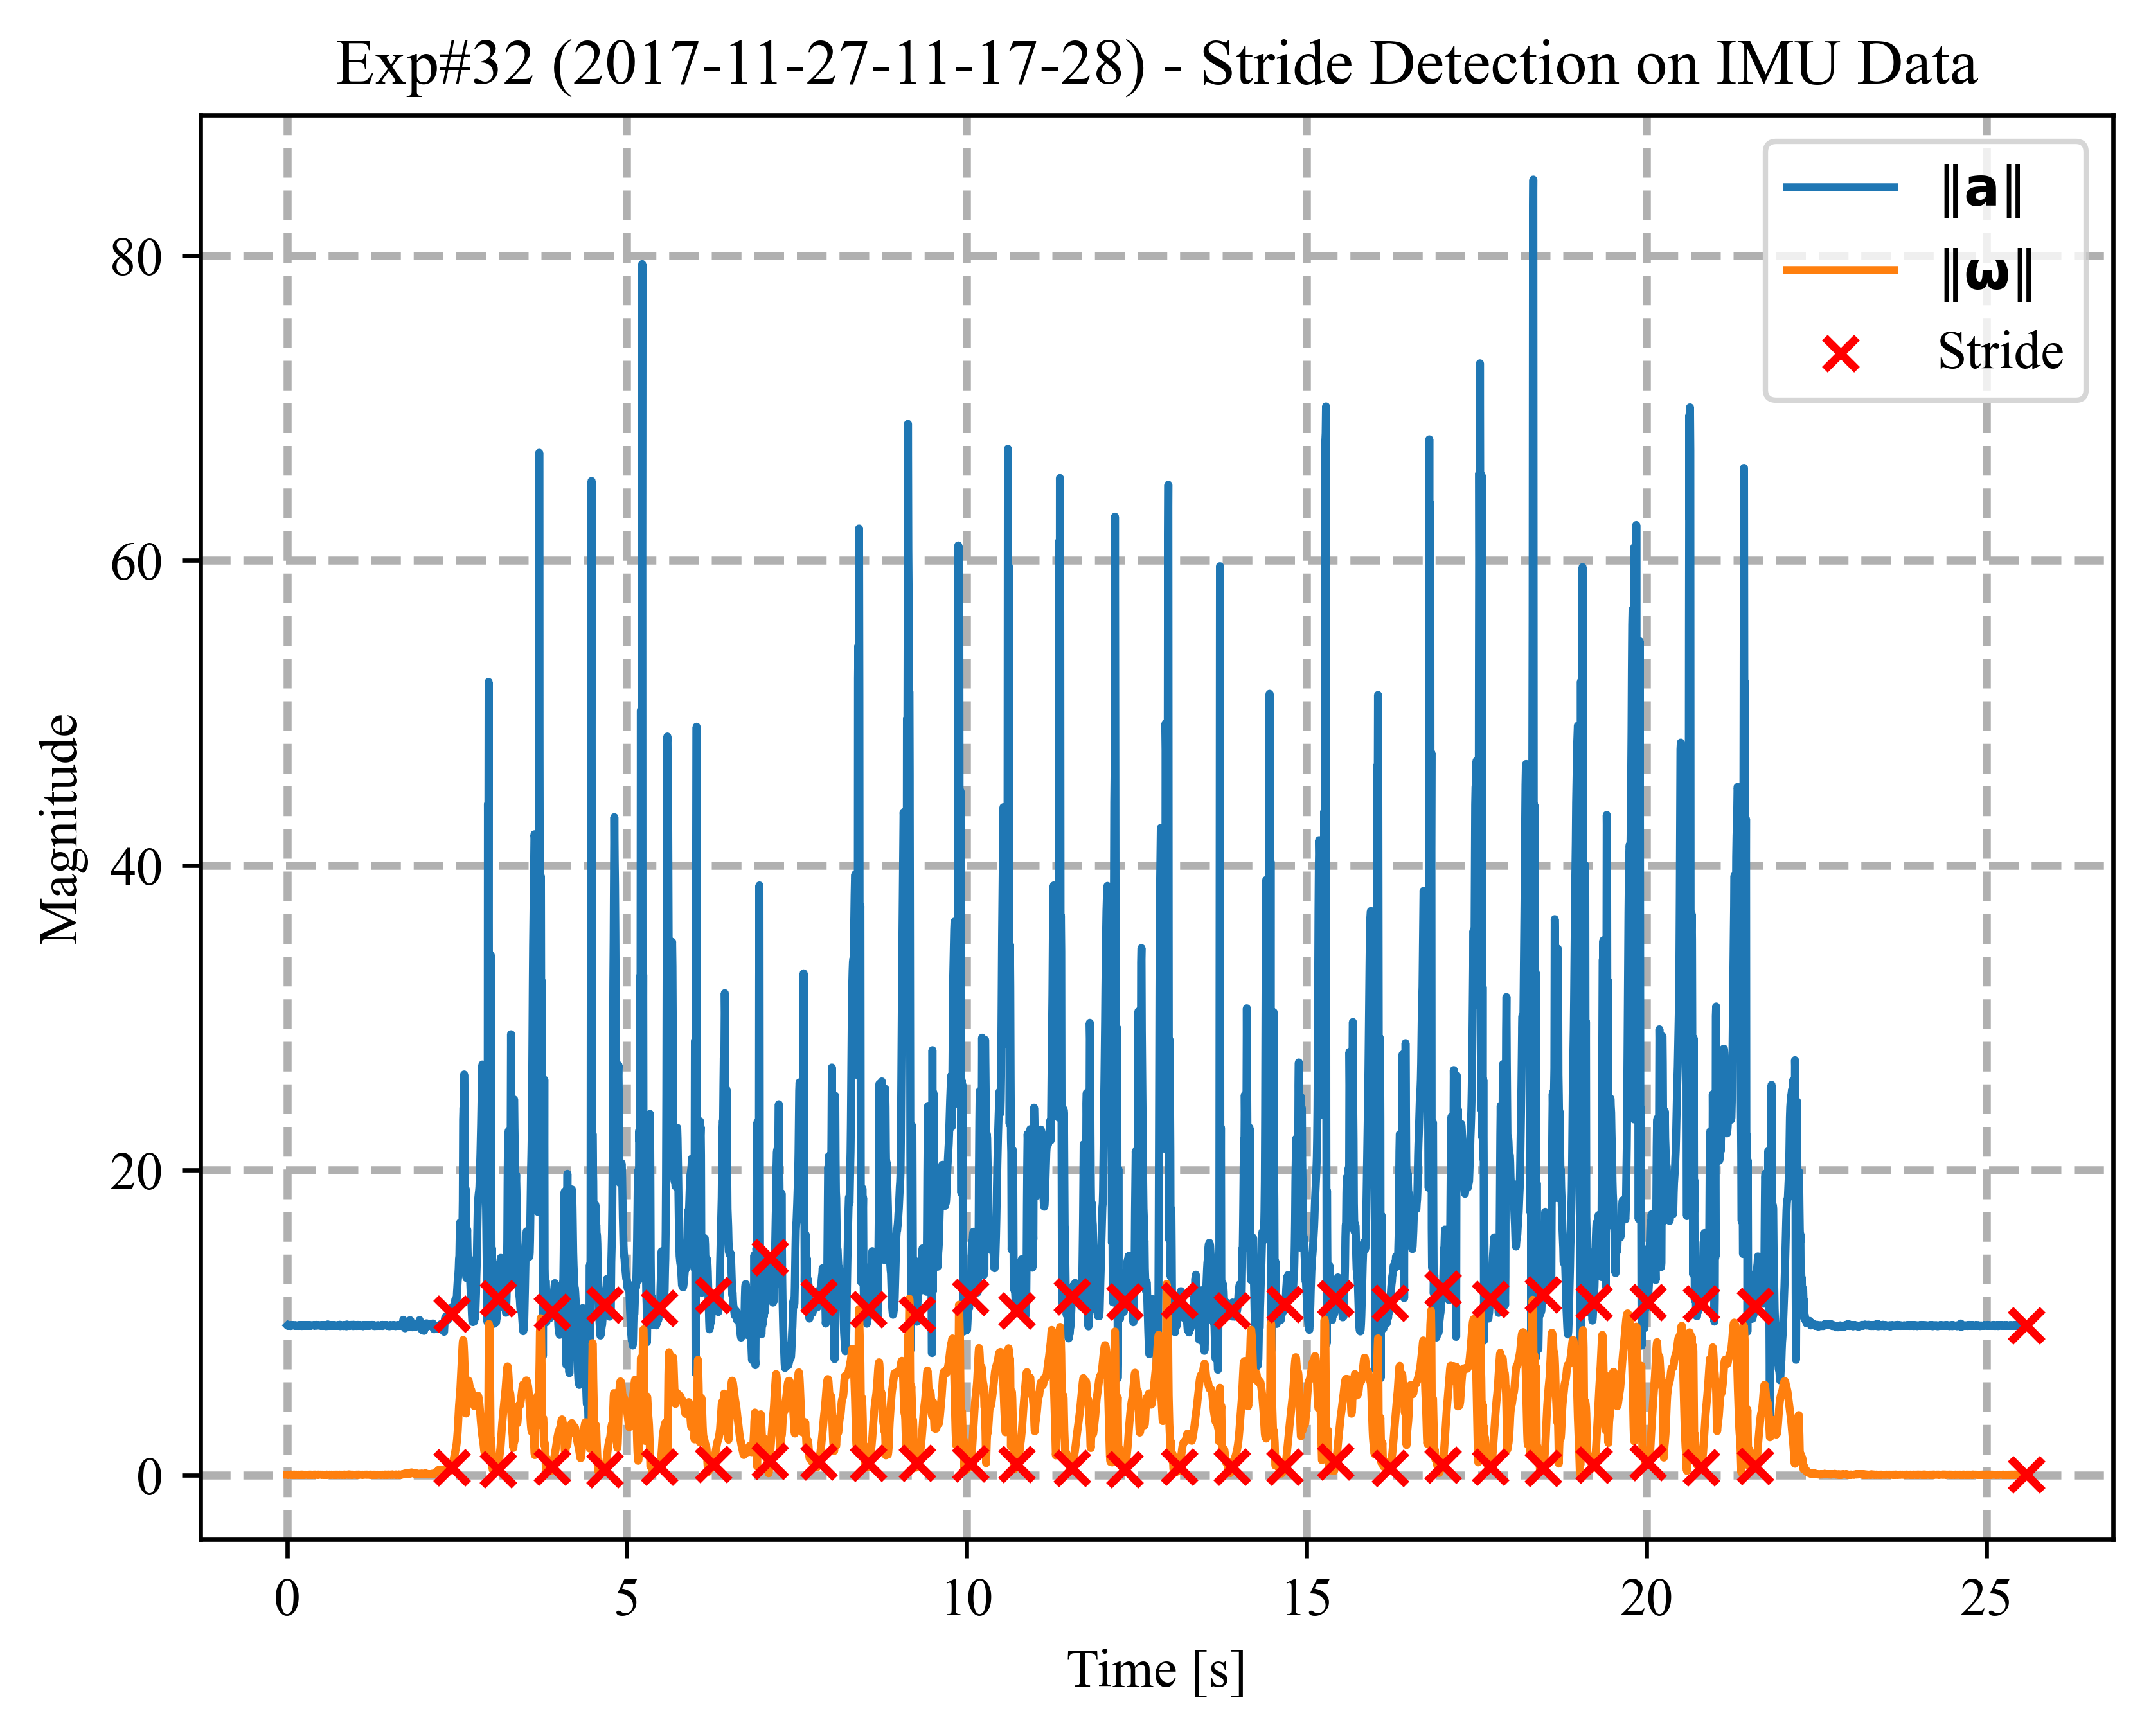 Exp#32 (2017-11-27-11-17-28) - Stride Detection on IMU Data
‖a‖
‖ω‖
Stride
Magnitude
80
60
40
20
0
0 5 10 15 20 25
Time [s]